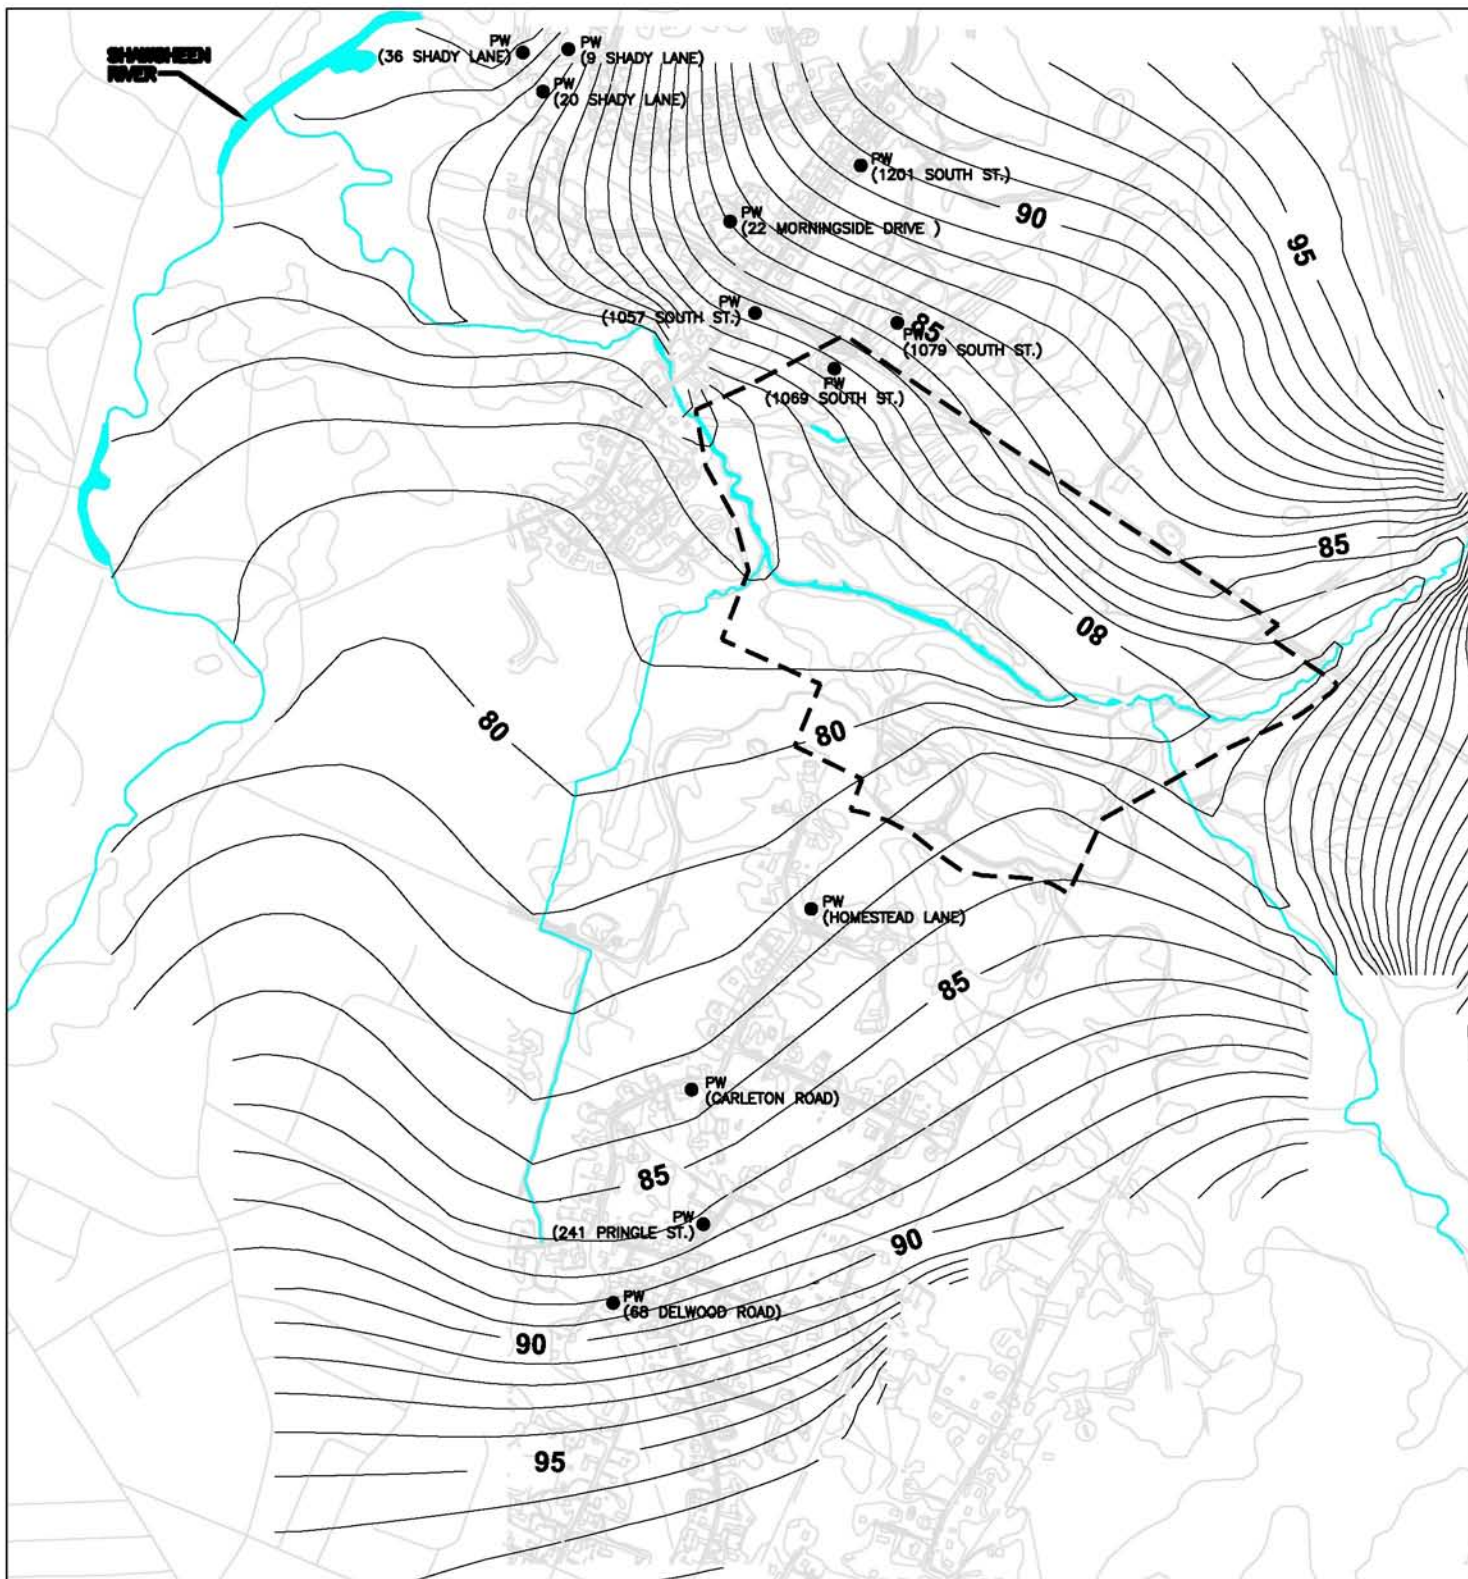 SHAWSHEEN
RIVER
PW
(36 SHADY LANE)
PW
(9 SHADY LANE)
PW
(20 SHADY LANE)
PW
(1201 SOUTH ST.)
90
PW
(22 MORNINGSIDE DRIVE )
95
PW
(1057 SOUTH ST.)
85
PW
(1079 SOUTH ST.)
PW
(1069 SOUTH ST.)
85
80
80
80
PW
(HOMESTEAD LANE)
85
PW
(CARLETON ROAD)
85
PW
(241 PRINGLE ST.)
90
PW
(68 DELWOOD ROAD)
90
95